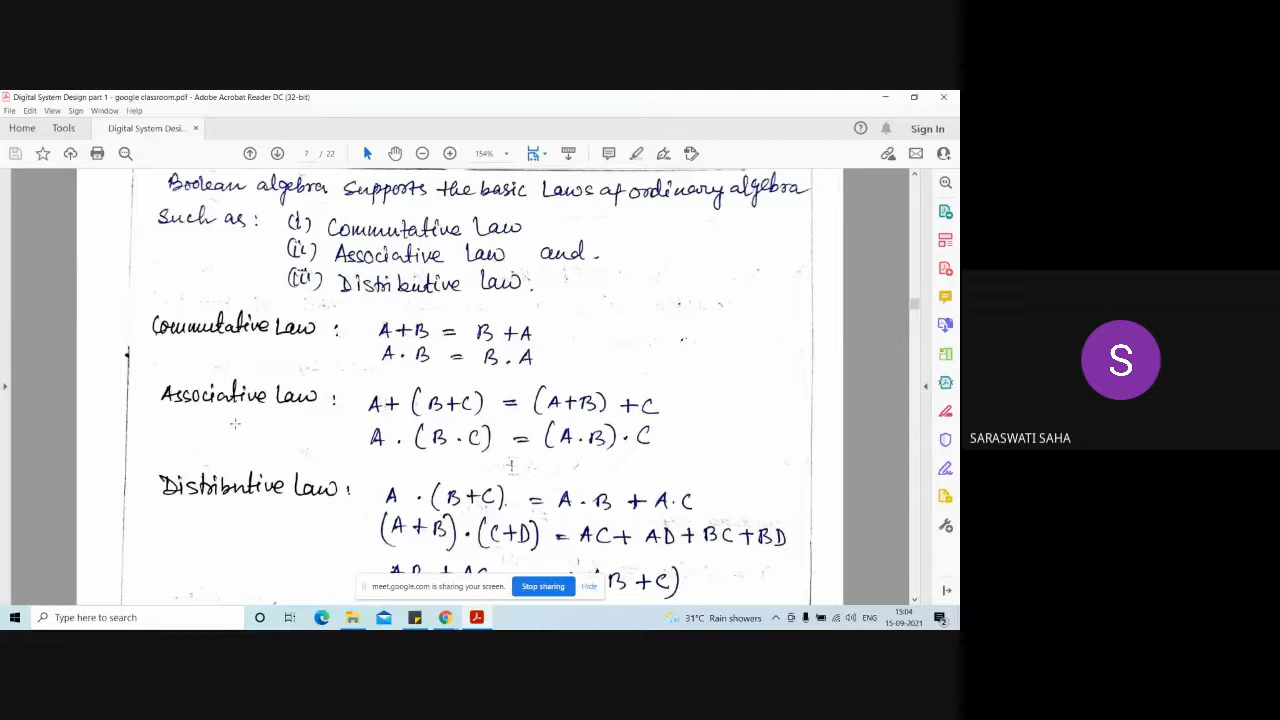 Digital System Design part 1 - google classroom.pdf - Adobe Acrobat Reader DC (32-bit)
File Edit View Sign Window Help
Home Tools Digital System Desi... × Sign In
7 / 22 154%
Boolean algebra supports the basic Laws of ordinary algebra
Such as: (i) Commutative Law
(ii) Associative Law and.
(iii) Distributive Law.
Commutative Law : A+B = B+A
A·B = B·A
Associative Law : A+(B+C) = (A+B)+C
A·(B·C) = (A·B)·C
Distributive Law : A·(B+C) = A·B + A·C
(A+B)·(C+D) = AC+ AD+BC+BD
B+C)
meet.google.com is sharing your screen. Stop sharing Hide
Type here to search 31°C Rain showers ENG 15:04
15-09-2021
2
S
SARASWATI SAHA